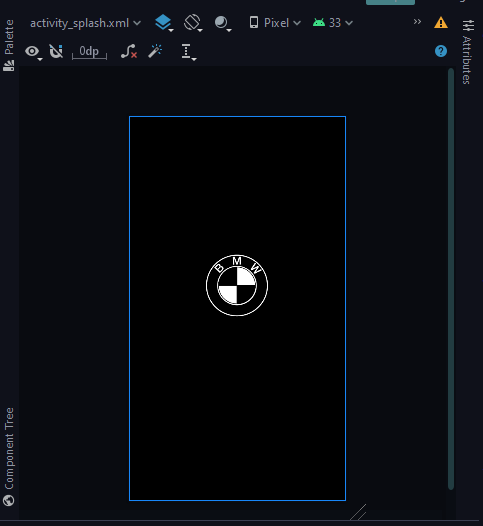 activity_splash.xml
Pixel
33
0dp
Palette
Attributes
B M W
Component Tree